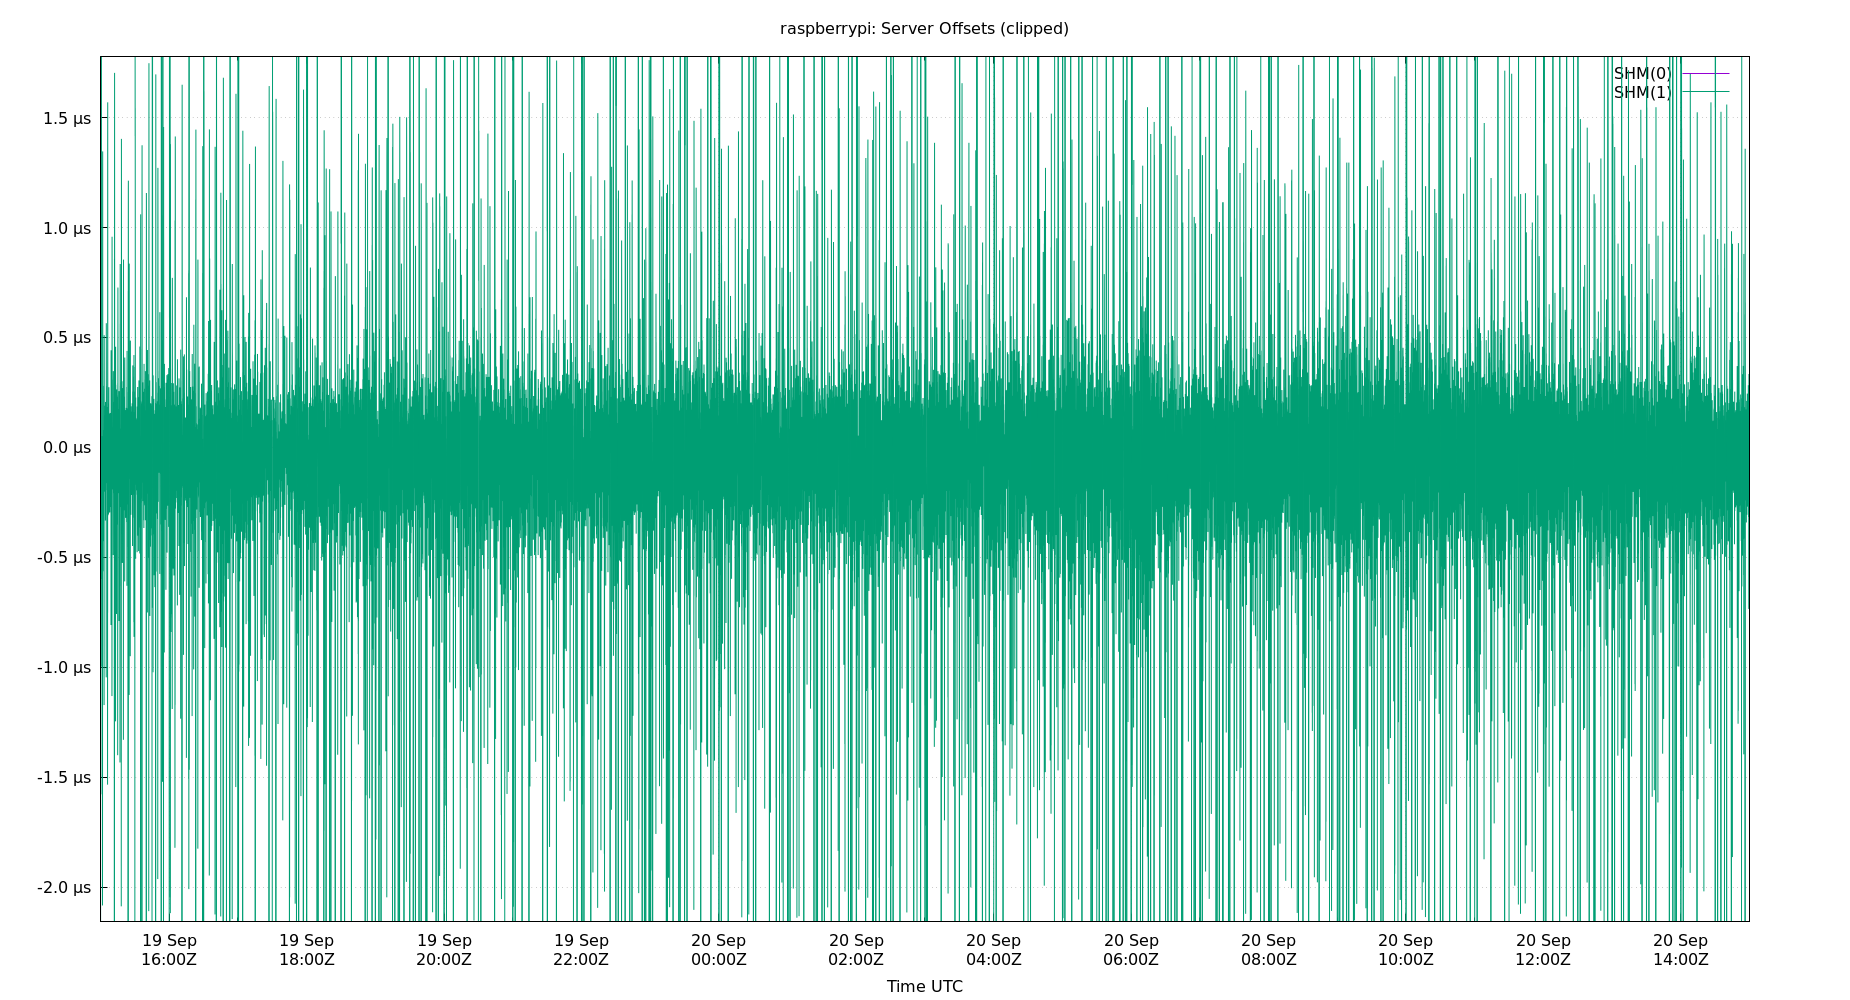 raspberrypi: Server Offsets (clipped)
SHM(0)
SHM(1)
1.5 µs
1.0 µs
0.5 µs
0.0 µs
-0.5 µs
-1.0 µs
-1.5 µs
-2.0 µs
19 Sep 19 Sep 19 Sep 19 Sep 20 Sep 20 Sep 20 Sep 20 Sep 20 Sep 20 Sep 20 Sep 20 Sep
16:00Z 18:00Z 20:00Z 22:00Z 00:00Z 02:00Z 04:00Z 06:00Z 08:00Z 10:00Z 12:00Z 14:00Z
Time UTC